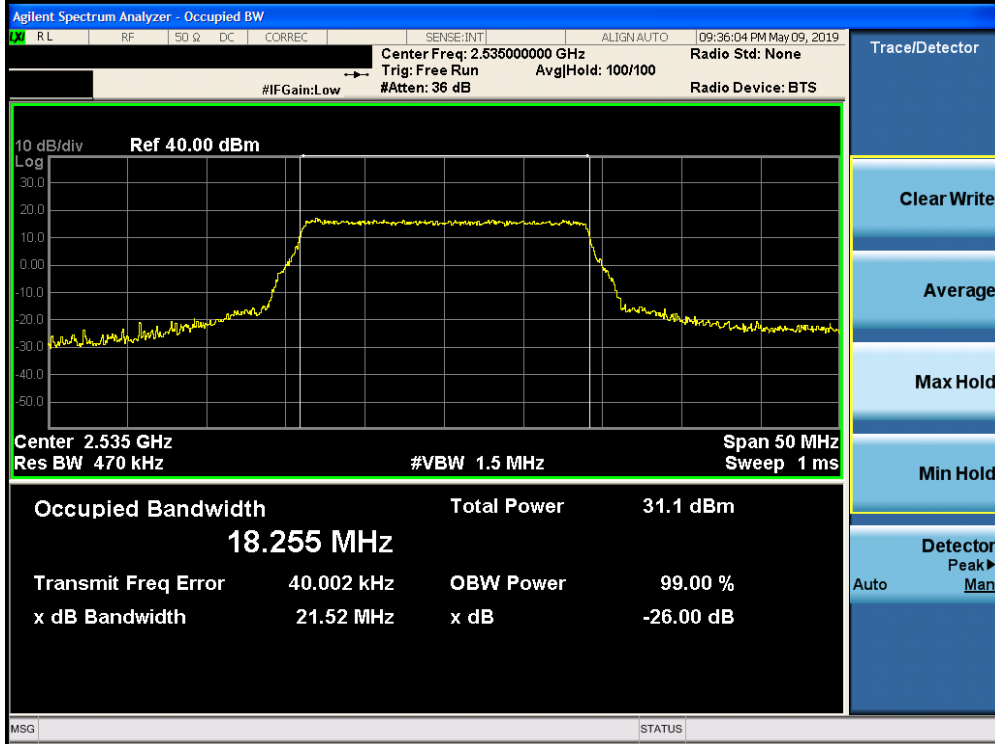 Agilent Spectrum Analyzer - Occupied BW
LXI RL RF 50 Ω DC CORREC SENSE:INT ALIGN AUTO 09:36:04 PM May 09, 2019
Center Freq: 2.535000000 GHz Radio Std: None
Trig: Free Run Avg|Hold: 100/100
#IFGain:Low #Atten: 36 dB Radio Device: BTS
10 dB/div Ref 40.00 dBm
Log
30.0
20.0
10.0
0.00
-10.0
-20.0
-30.0
-40.0
-50.0
Center 2.535 GHz Span 50 MHz
Res BW 470 kHz #VBW 1.5 MHz Sweep 1 ms
Occupied Bandwidth Total Power 31.1 dBm
18.255 MHz
Transmit Freq Error 40.002 kHz OBW Power 99.00 %
x dB Bandwidth 21.52 MHz x dB -26.00 dB
MSG STATUS
Trace/Detector
Clear Write
Average
Max Hold
Min Hold
Detector
Peak▶
Auto Man